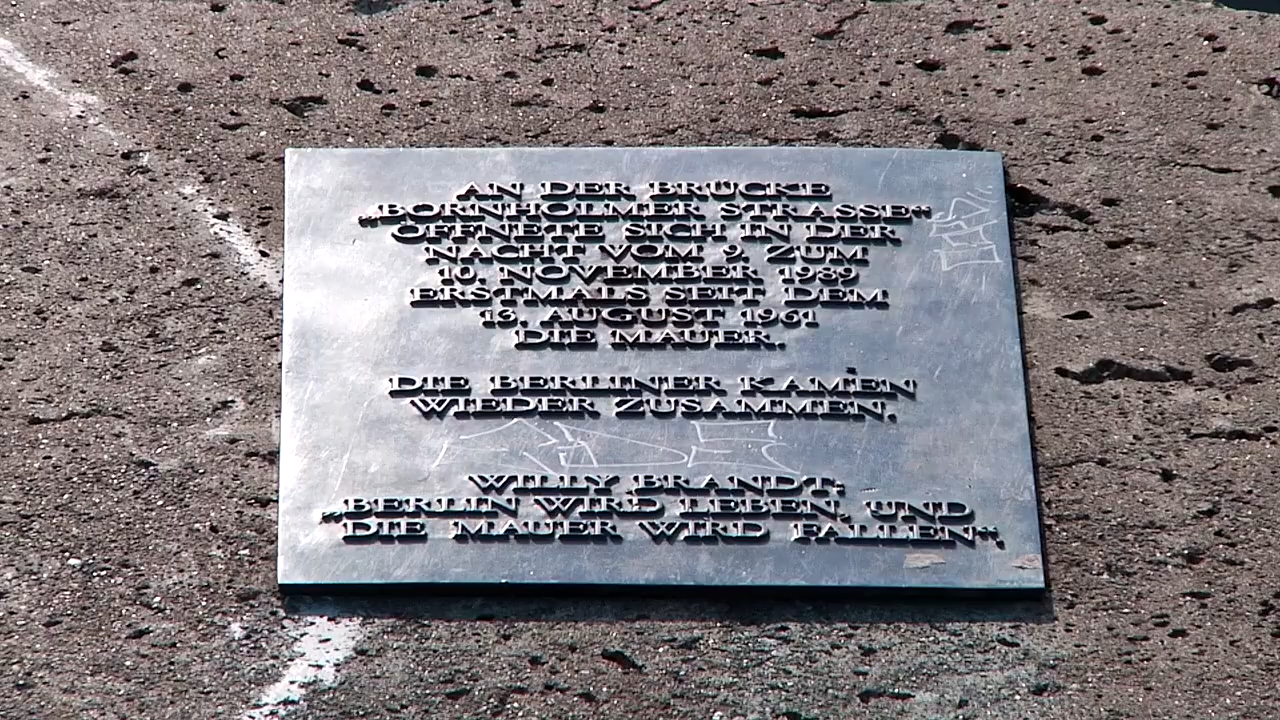 AN DER BRÜCKE
„BORNHOLMER STRASSE“
ÖFFNETE SICH IN DER
NACHT VOM 9. ZUM
10. NOVEMBER 1989
ERSTMALS SEIT DEM
13. AUGUST 1961
DIE MAUER.
DIE BERLINER KAMEN
WIEDER ZUSAMMEN.
WILLY BRANDT:
„BERLIN WIRD LEBEN, UND
DIE MAUER WIRD FALLEN“.